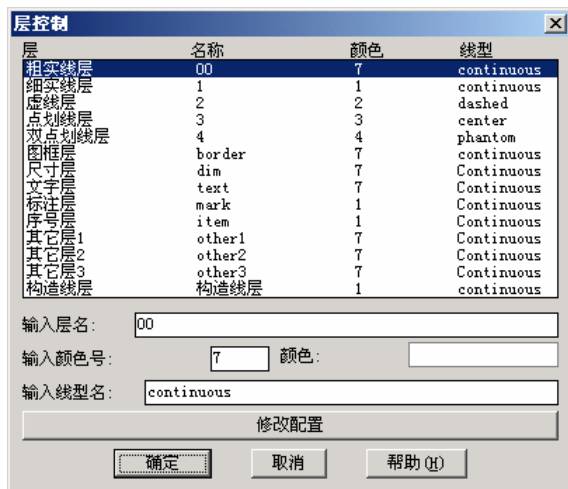 层控制
层 名称 颜色 线型
粗实线层 00 7 continuous
细实线层 1 1 continuous
虚线层 2 2 dashed
点划线层 3 3 center
双点划线层 4 4 phantom
图框层 border 7 continuous
尺寸层 dim 7 Continuous
文字层 text 7 Continuous
标注层 mark 1 Continuous
序号层 item 1 Continuous
其它层1 other1 7 Continuous
其它层2 other2 7 Continuous
其它层3 other3 7 Continuous
构造线层 构造线层 1 continuous
输入层名: 00
输入颜色号: 7 颜色:
输入线型名: continuous
修改配置
确定 取消 帮助(H)